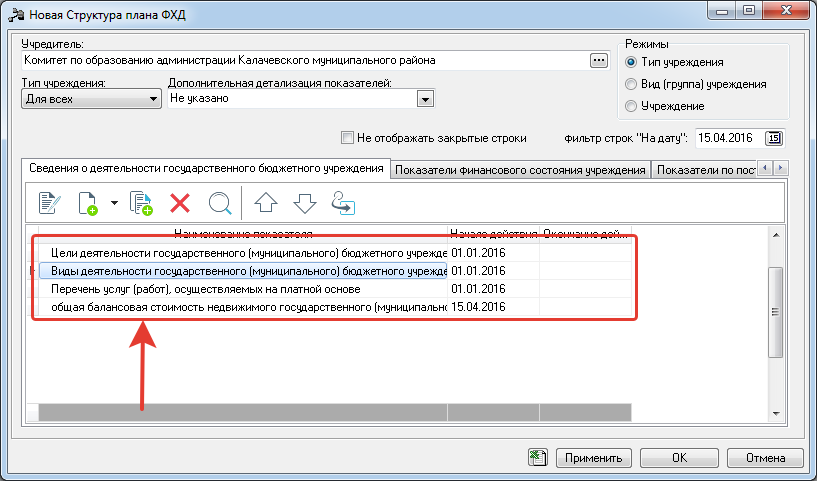 Новая Структура плана ФХД
Учредитель:
Комитет по образованию администрации Калачевского муниципального района
...
Режимы
Тип учреждения
Вид (группа) учреждения
Учреждение
Тип учреждения:
Дополнительная детализация показателей:
Для всех
Не указано
Не отображать закрытые строки
фильтр строк "На дату":
15.04.2016
15
Сведения о деятельности государственного бюджетного учреждения
Показатели финансового состояния учреждения
Показатели по пост
Наименование показателя
Начало действия
Окончание дей...
Цели деятельности государственного (муниципального) бюджетного учрежде
01.01.2016
Виды деятельности государственного (муниципального) бюджетного учрежде
01.01.2016
Перечень услуг (работ), осуществляемых на платной основе
01.01.2016
общая балансовая стоимость недвижимого государственного (муниципально
15.04.2016
Применить
OK
Отмена